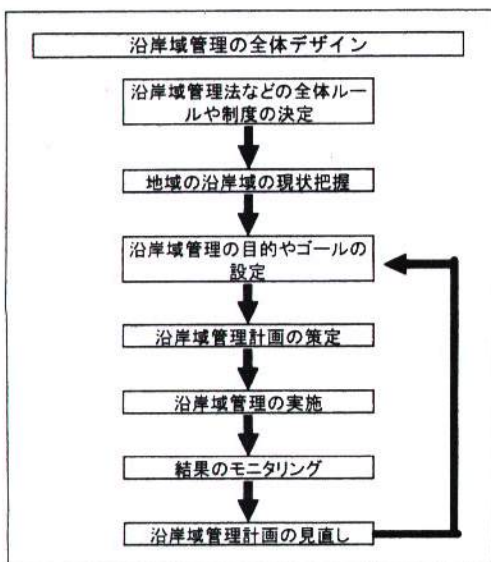 沿岸域管理の全体デザイン
沿岸域管理法などの全体ルー
ルや制度の決定
地域の沿岸域の現状把握
沿岸域管理の目的やゴールの
設定
沿岸域管理計画の策定
沿岸域管理の実施
結果のモニタリング
沿岸域管理計画の見直し